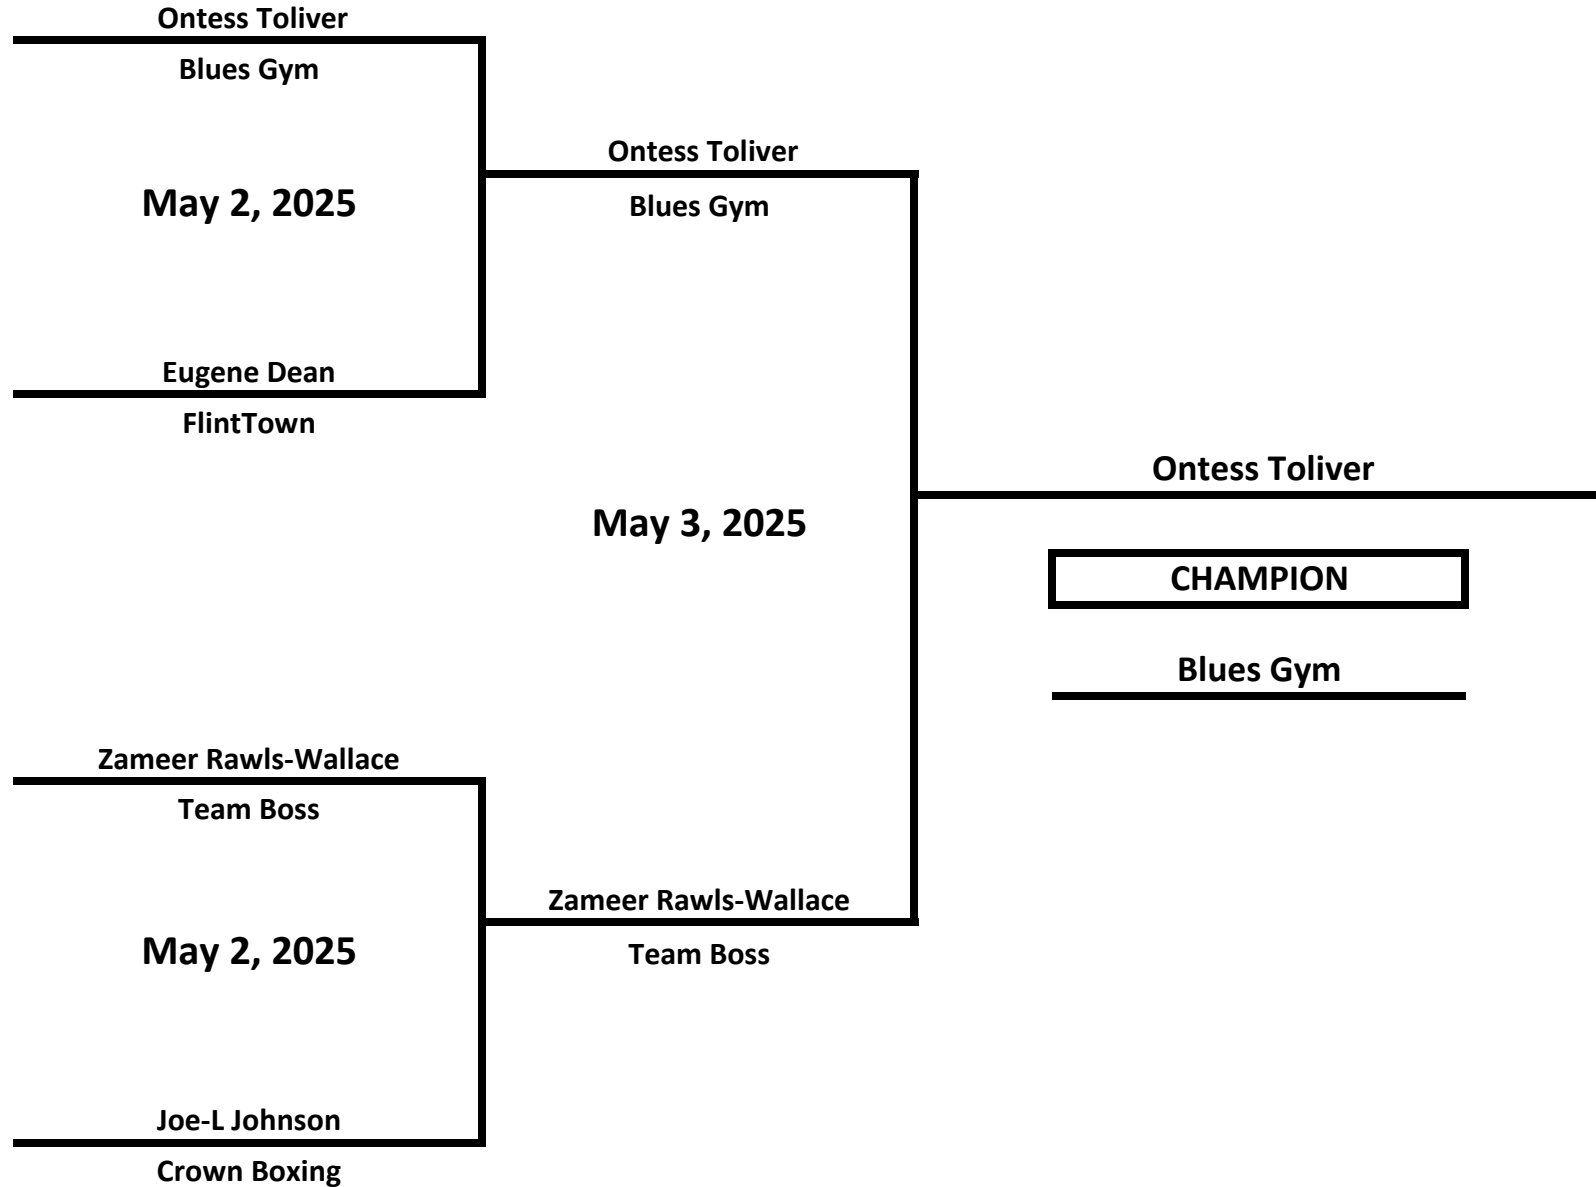 Ontess Toliver
Blues Gym
May 2, 2025
Eugene Dean
FlintTown
Zameer Rawls-Wallace
Team Boss
May 2, 2025
Joe-L Johnson
Crown Boxing
Ontess Toliver
Blues Gym
May 3, 2025
Zameer Rawls-Wallace
Team Boss
Ontess Toliver
CHAMPION
Blues Gym